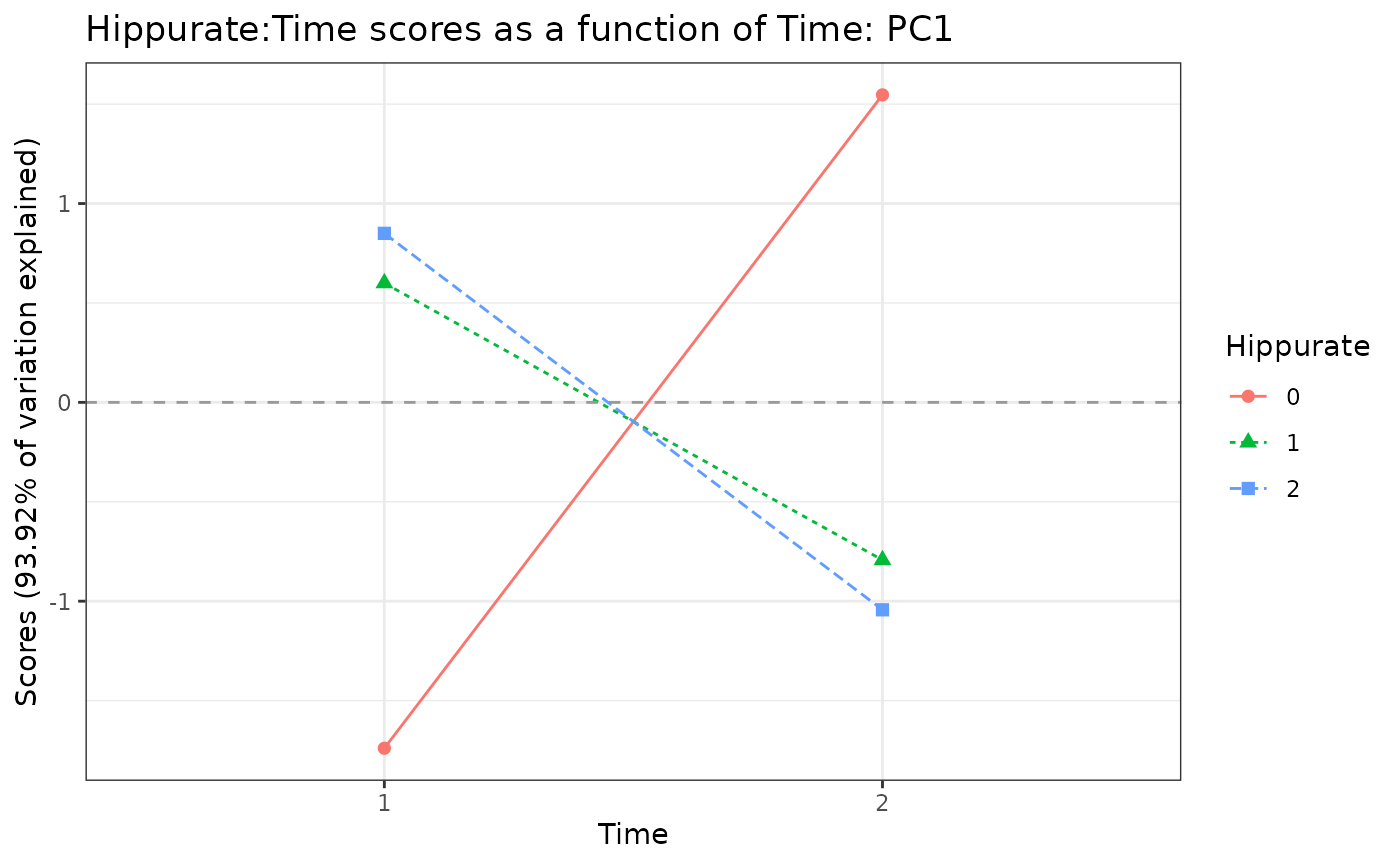 Hippurate:Time scores as a function of Time: PC1
Scores (93.92% of variation explained)
1
0
-1
1
2
Time
Hippurate
0
1
2